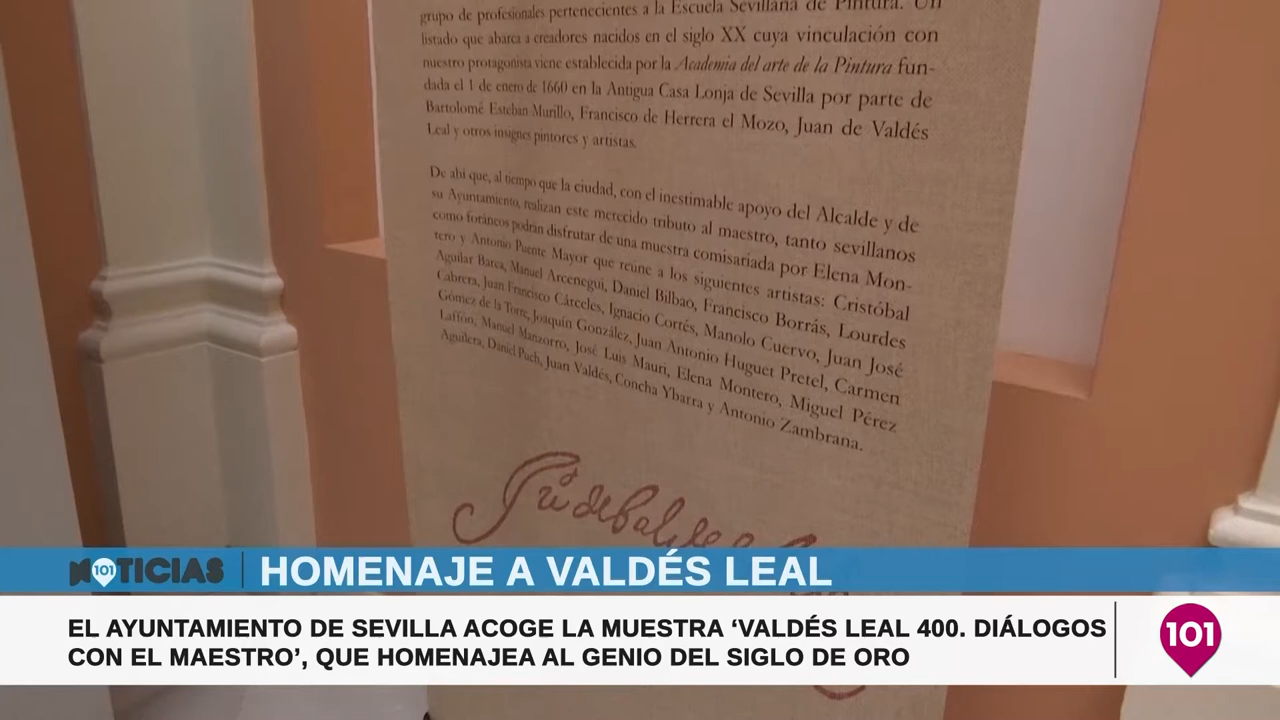 grupo de profesionales pertenecientes a la Escuela Sevillana de Pintura. Un
listado que abarca a creadores nacidos en el siglo XX cuya vinculación con
nuestro protagonista viene establecida por la Academia del arte de la Pintura fun-
dada el 1 de enero de 1660 en la Antigua Casa Lonja de Sevilla por parte de
Bartolomé Esteban Murillo, Francisco de Herrera el Mozo, Juan de Valdés
Leal y otros insignes pintores y artistas.
De ahí que, al tiempo que la ciudad, con el inestimable apoyo del Alcalde y de
su Ayuntamiento, realizan este merecido tributo al maestro, tanto sevillanos
como foráneos podrán disfrutar de una muestra comisariada por Elena Mon-
tero y Antonio Puente Mayor que reúne a los siguientes artistas: Cristóbal
Aguilar Barea, Manuel Arcenegui, Daniel Bilbao, Francisco Borrás, Lourdes
Cabrera, Juan Francisco Cárceles, Ignacio Cortés, Manolo Cuervo, Juan José
Gómez de la Torre, Joaquín González, Juan Antonio Huguet Pretel, Carmen
Laffón, Manuel Manzorro, José Luis Mauri, Elena Montero, Miguel Pérez
Aguilera, Daniel Puch, Juan Valdés, Concha Ybarra y Antonio Zambrana.
NOTICIAS 101 HOMENAJE A VALDÉS LEAL
EL AYUNTAMIENTO DE SEVILLA ACOGE LA MUESTRA ‘VALDÉS LEAL 400. DIÁLOGOS
CON EL MAESTRO’, QUE HOMENAJEA AL GENIO DEL SIGLO DE ORO
101